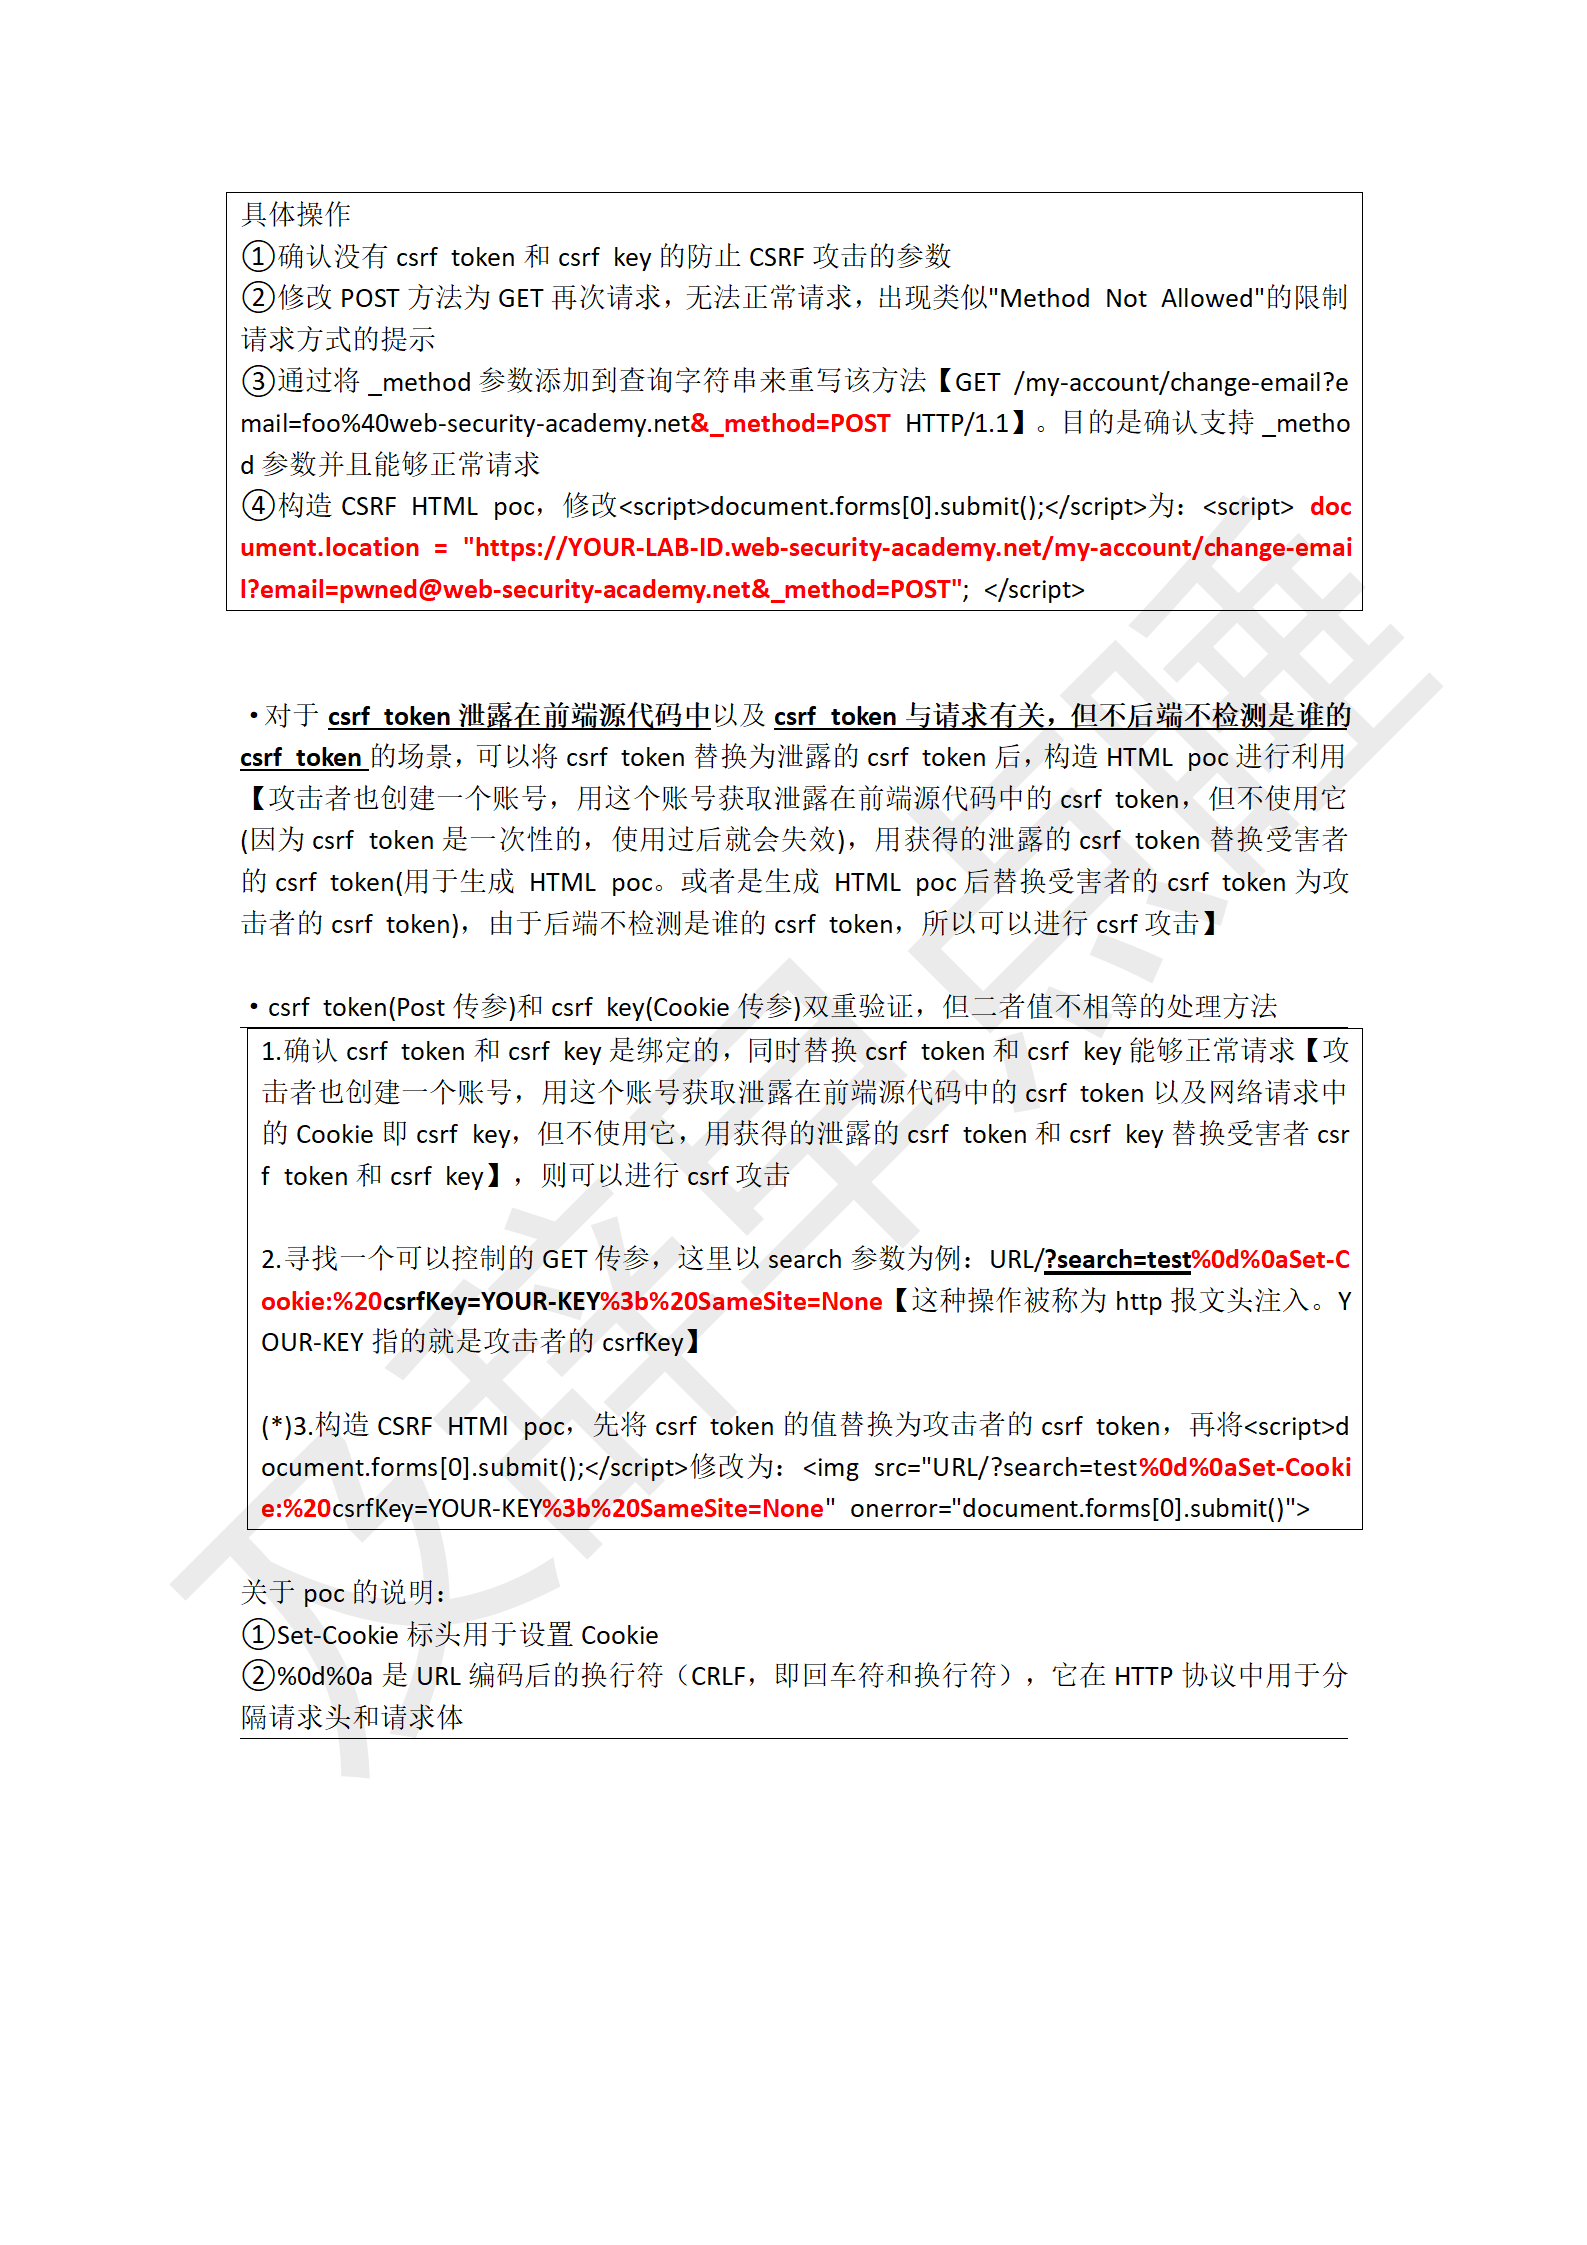 具体操作
①确认没有 csrf token 和 csrf key 的防止 CSRF 攻击的参数
②修改 POST 方法为 GET 再次请求，无法正常请求，出现类似"Method Not Allowed"的限制
请求方式的提示
③通过将 _method 参数添加到查询字符串来重写该方法【GET /my-account/change-email?e
mail=foo%40web-security-academy.net&_method=POST HTTP/1.1】。目的是确认支持 _metho
d 参数并且能够正常请求
④构造 CSRF HTML poc，修改<script>document.forms[0].submit();</script>为：<script> doc
ument.location = "https://YOUR-LAB-ID.web-security-academy.net/my-account/change-emai
l?email=pwned@web-security-academy.net&_method=POST"; </script>
·对于 csrf token 泄露在前端源代码中以及 csrf token 与请求有关，但不后端不检测是谁的
csrf token 的场景，可以将 csrf token 替换为泄露的 csrf token 后，构造 HTML poc 进行利用
【攻击者也创建一个账号，用这个账号获取泄露在前端源代码中的 csrf token，但不使用它
(因为 csrf token 是一次性的，使用过后就会失效)，用获得的泄露的 csrf token 替换受害者
的 csrf token(用于生成 HTML poc。或者是生成 HTML poc 后替换受害者的 csrf token 为攻
击者的 csrf token)，由于后端不检测是谁的 csrf token，所以可以进行 csrf 攻击】
·csrf token(Post 传参)和 csrf key(Cookie 传参)双重验证，但二者值不相等的处理方法
1.确认 csrf token 和 csrf key 是绑定的，同时替换 csrf token 和 csrf key 能够正常请求【攻
击者也创建一个账号，用这个账号获取泄露在前端源代码中的 csrf token 以及网络请求中
的 Cookie 即 csrf key，但不使用它，用获得的泄露的 csrf token 和 csrf key 替换受害者 csr
f token 和 csrf key】，则可以进行 csrf 攻击
2.寻找一个可以控制的 GET 传参，这里以 search 参数为例：URL/?search=test%0d%0aSet-C
ookie:%20csrfKey=YOUR-KEY%3b%20SameSite=None【这种操作被称为 http 报文头注入。Y
OUR-KEY 指的就是攻击者的 csrfKey】
(*)3.构造 CSRF HTMl poc，先将 csrf token 的值替换为攻击者的 csrf token，再将<script>d
ocument.forms[0].submit();</script>修改为：<img src="URL/?search=test%0d%0aSet-Cooki
e:%20csrfKey=YOUR-KEY%3b%20SameSite=None" onerror="document.forms[0].submit()">
关于 poc 的说明：
①Set-Cookie 标头用于设置 Cookie
②%0d%0a 是 URL 编码后的换行符（CRLF，即回车符和换行符），它在 HTTP 协议中用于分
隔请求头和请求体
及辞早点睡